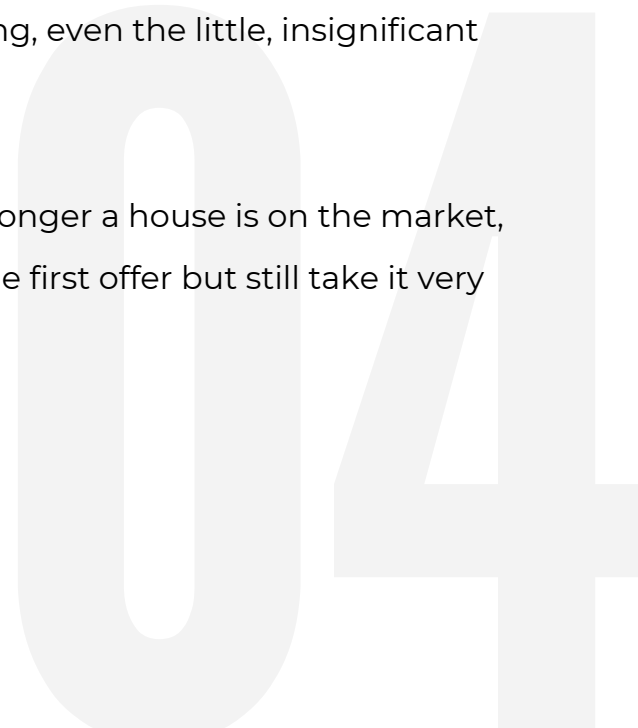 ng, even the little, insignificant
onger a house is on the market,
e first offer but still take it very
04